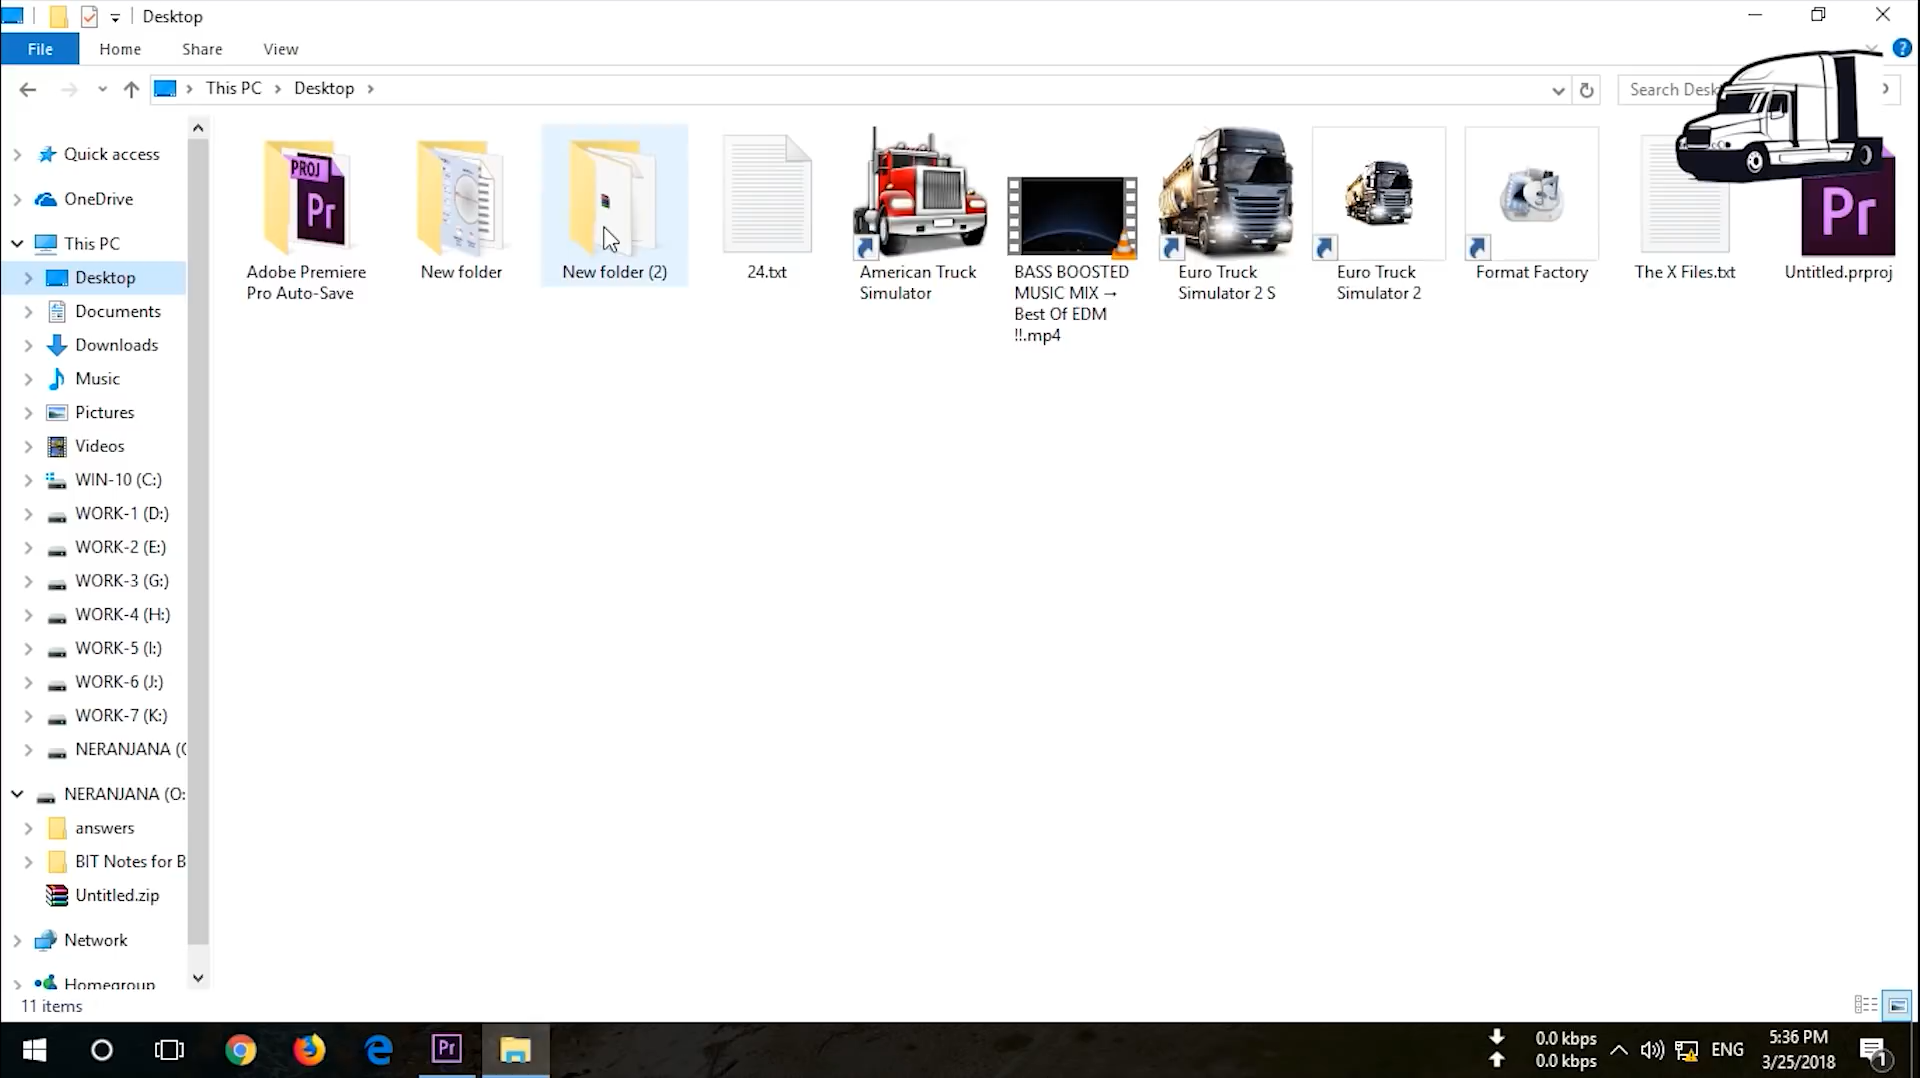 Desktop
File Home Share View
This PC Desktop
Search
Quick access
OneDrive
This PC
Desktop
Documents
Downloads
Music
Pictures
Videos
WIN-10 (C:)
WORK-1 (D:)
WORK-2 (E:)
WORK-3 (G:)
WORK-4 (H:)
WORK-5 (I:)
WORK-6 (J:)
WORK-7 (K:)
NERANJANA (
NERANJANA (O:
answers
BIT Notes for B
Untitled.zip
Network
Homegroup
PROJ
Pr
Adobe Premiere
Pro Auto-Save
New folder
New folder (2)
24.txt
American Truck
Simulator
BASS BOOSTED
MUSIC MIX →
Best Of EDM
!!.mp4
Euro Truck
Simulator 2 S
Euro Truck
Simulator 2
Format Factory
The X Files.txt
Pr
Untitled.prproj
11 items
Pr
0.0 kbps
0.0 kbps
ENG
5:36 PM
3/25/2018
1